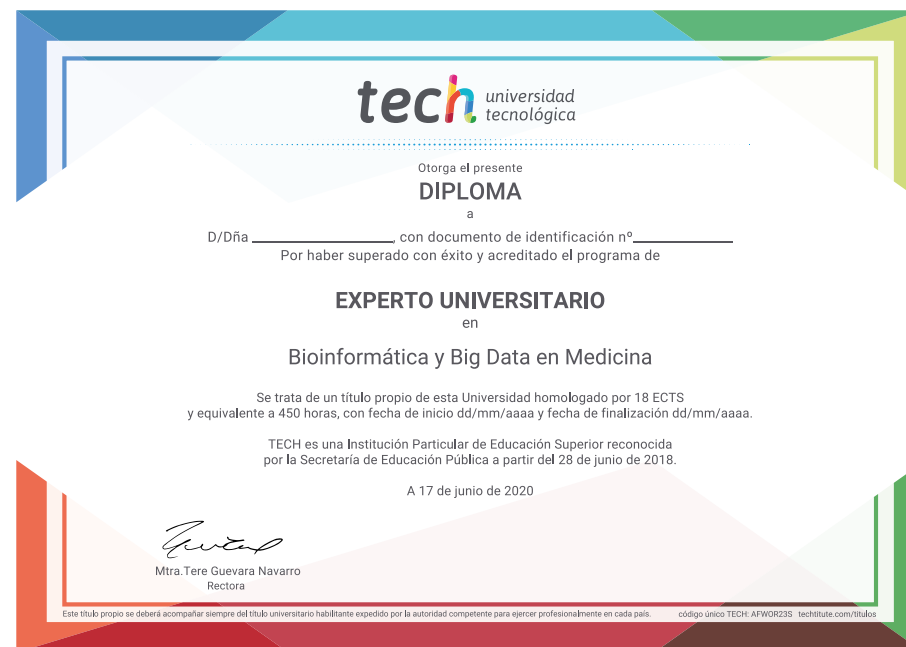 tech universidad
tecnológica
Otorga el presente
DIPLOMA
a
D/Dña ____________________, con documento de identificación nº______________
Por haber superado con éxito y acreditado el programa de
EXPERTO UNIVERSITARIO
en
Bioinformática y Big Data en Medicina
Se trata de un título propio de esta Universidad homologado por 18 ECTS
y equivalente a 450 horas, con fecha de inicio dd/mm/aaaa y fecha de finalización dd/mm/aaaa.
TECH es una Institución Particular de Educación Superior reconocida
por la Secretaría de Educación Pública a partir del 28 de junio de 2018.
A 17 de junio de 2020
Mtra.Tere Guevara Navarro
Rectora
Este título propio se deberá acompañar siempre del título universitario habilitante expedido por la autoridad competente para ejercer profesionalmente en cada país. código único TECH: AFWOR23S techtitute.com/titulos